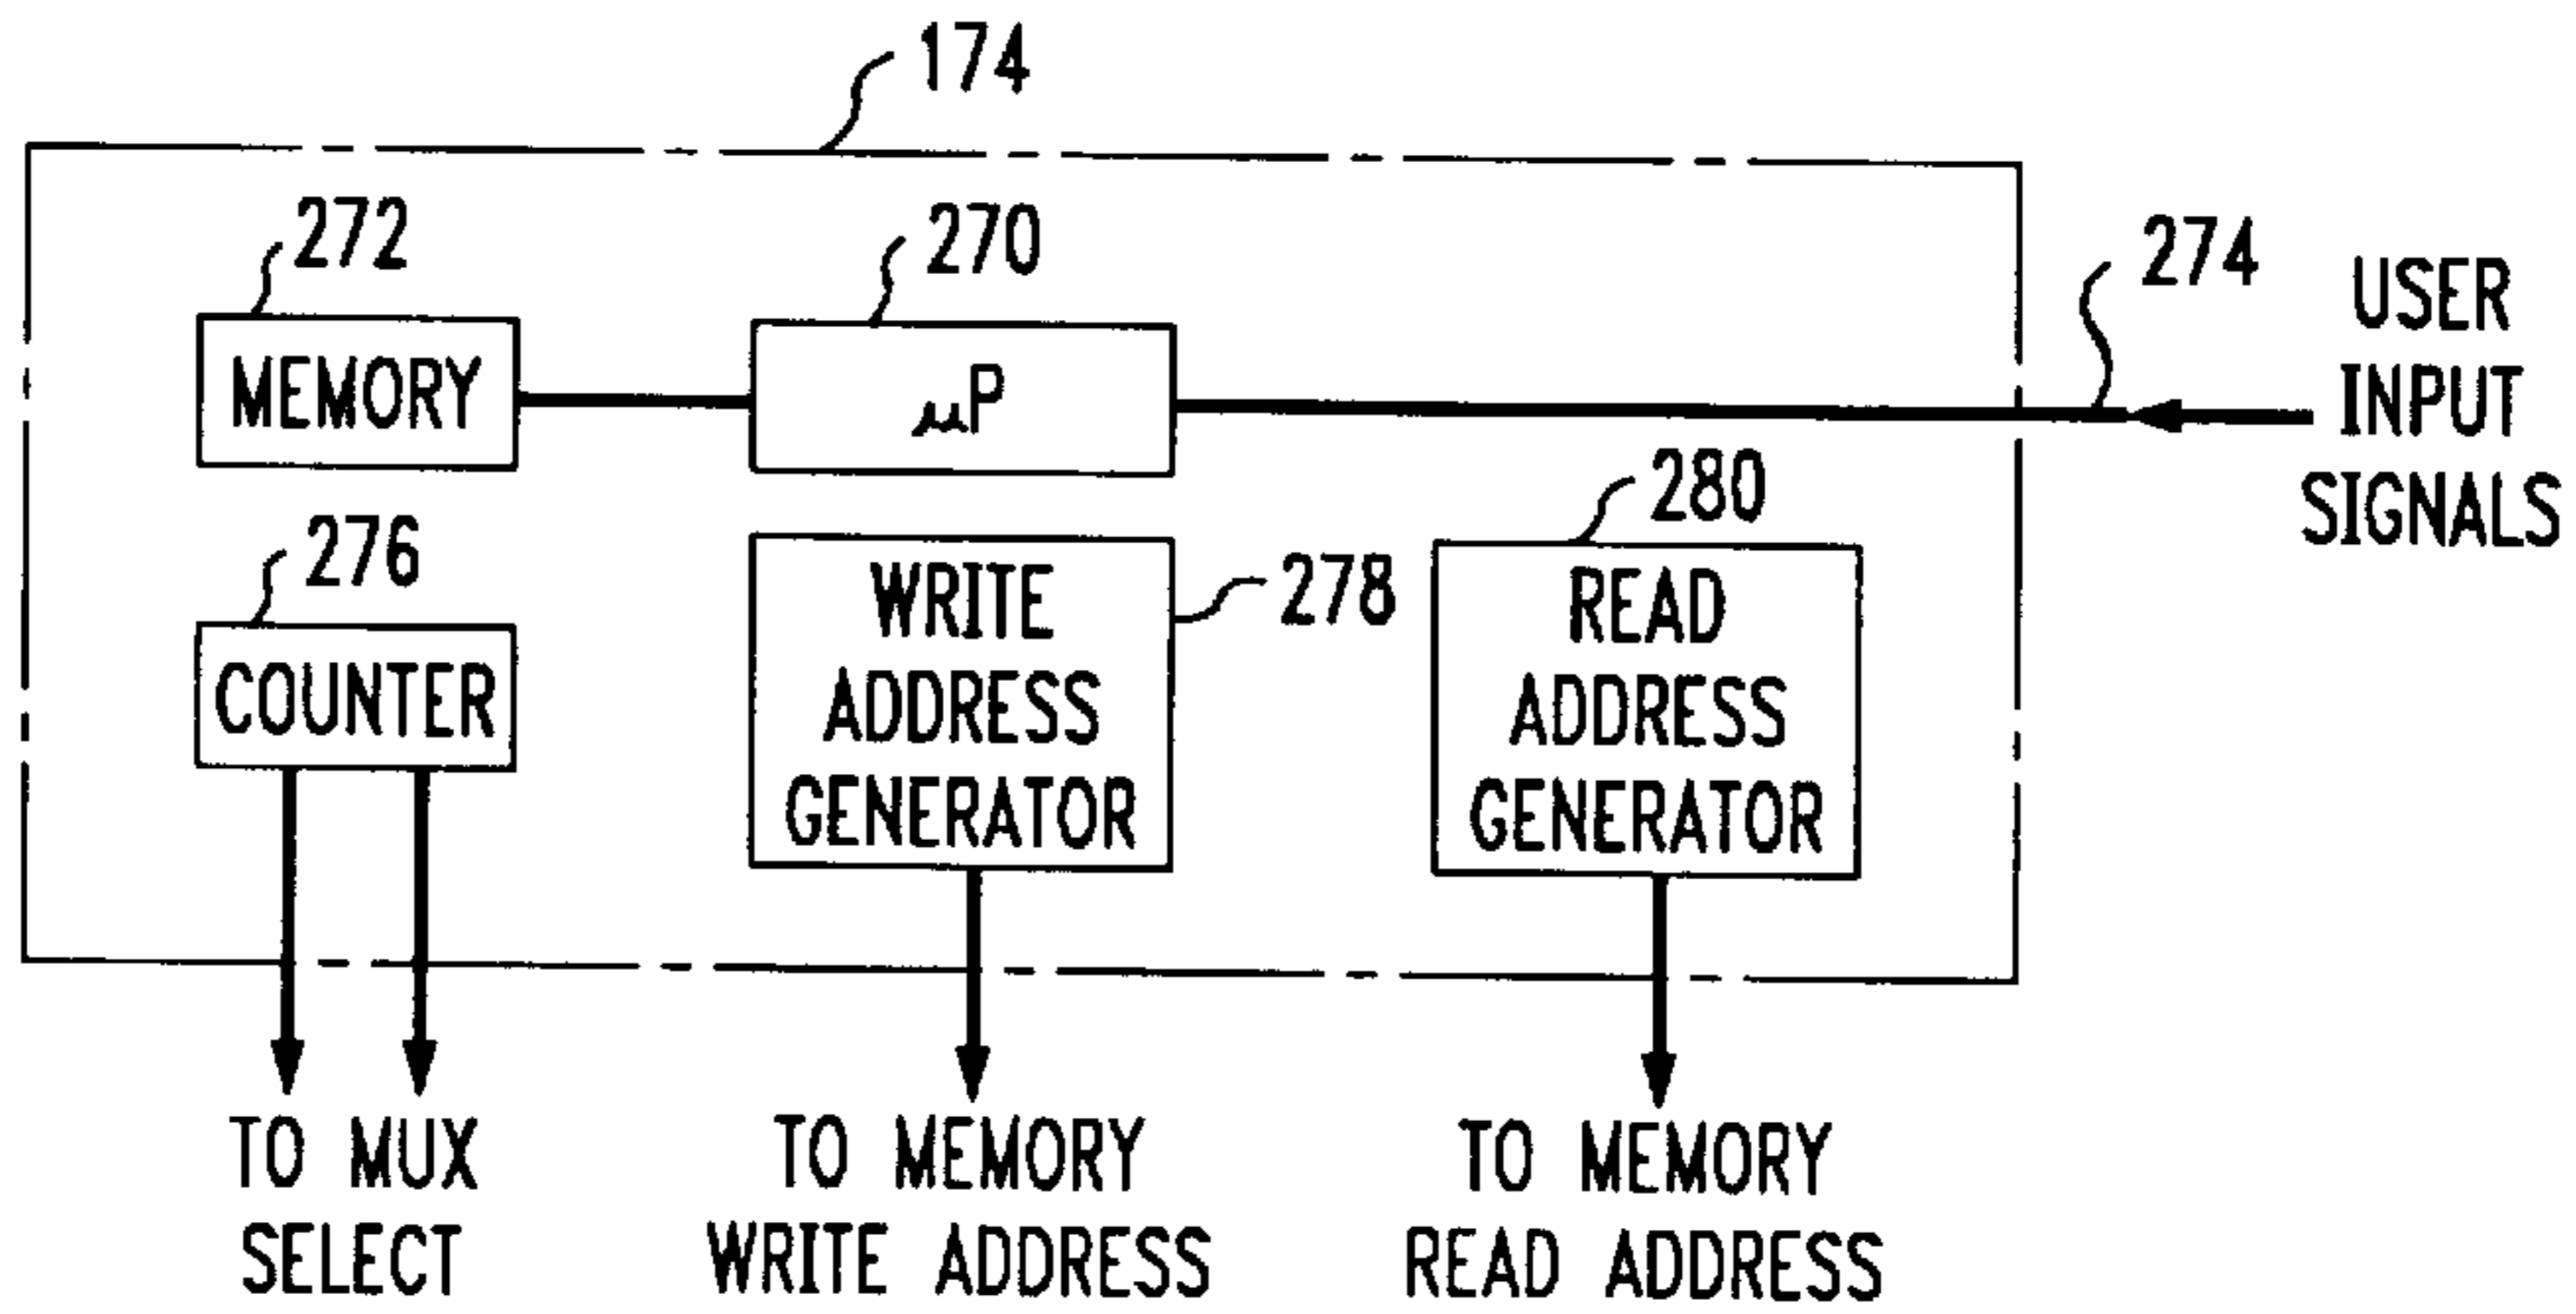 174
272
270
274
USER
INPUT
SIGNALS
MEMORY
μP
276
278
280
COUNTER
WRITE
ADDRESS
GENERATOR
READ
ADDRESS
GENERATOR
TO MUX
SELECT
TO MEMORY
WRITE ADDRESS
TO MEMORY
READ ADDRESS